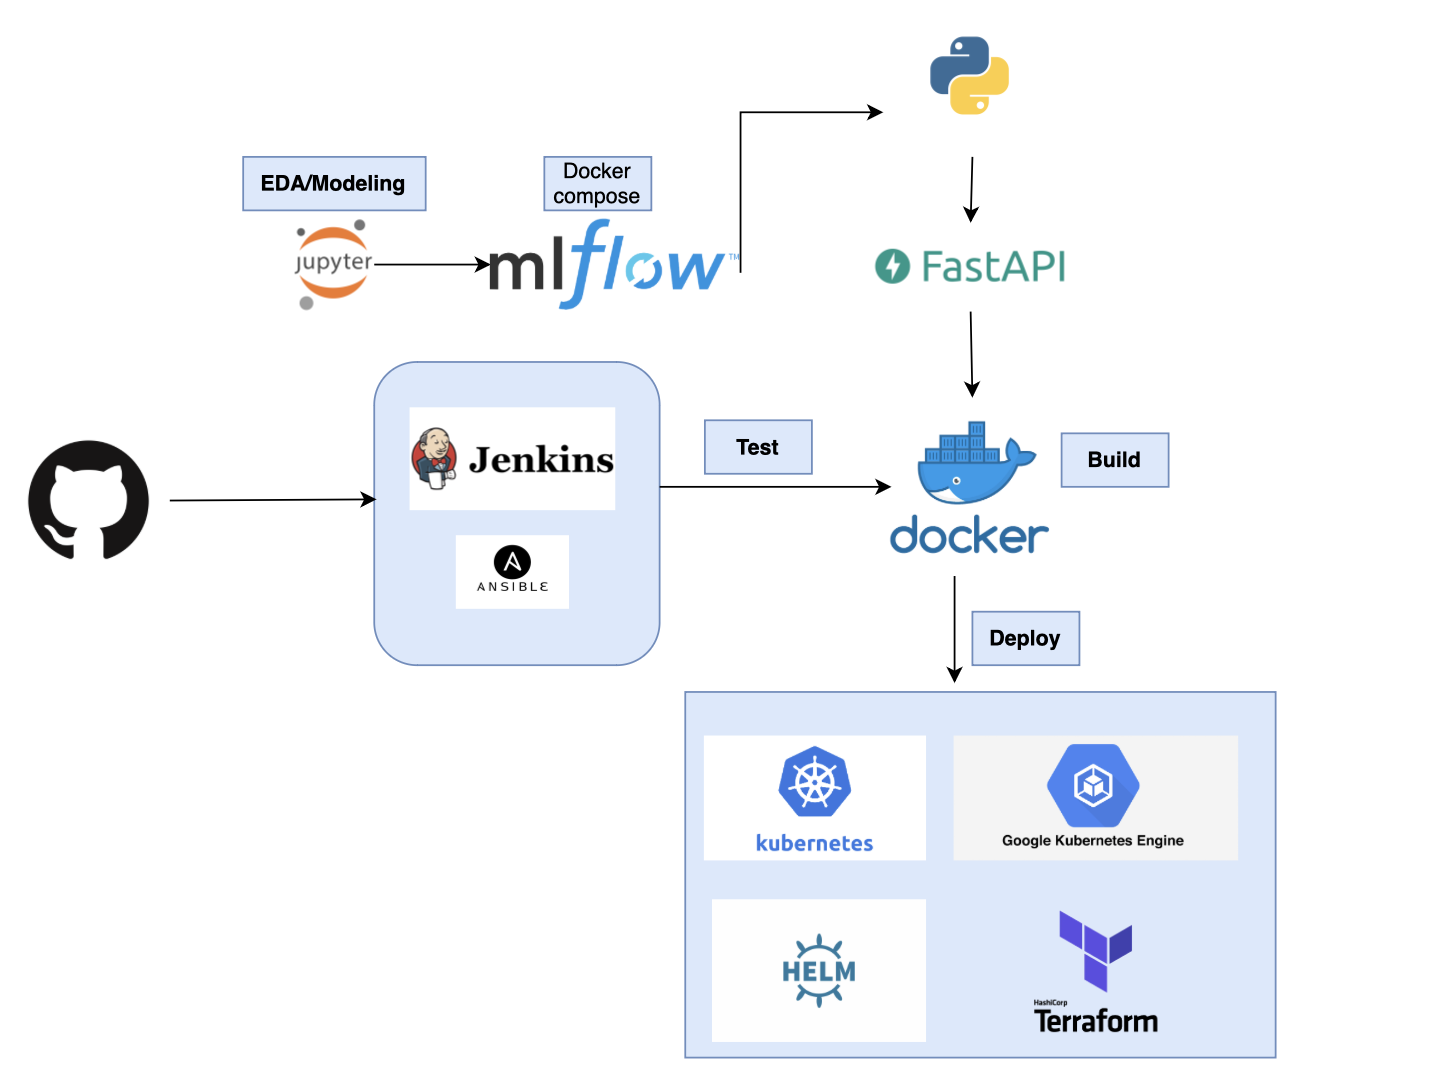 EDA/Modeling
Docker
compose
jupyter
mlflow™
FastAPI
Jenkins
ANSIBLE
Test
docker
Build
Deploy
kubernetes
Google Kubernetes Engine
HELM
HashiCorp
Terraform